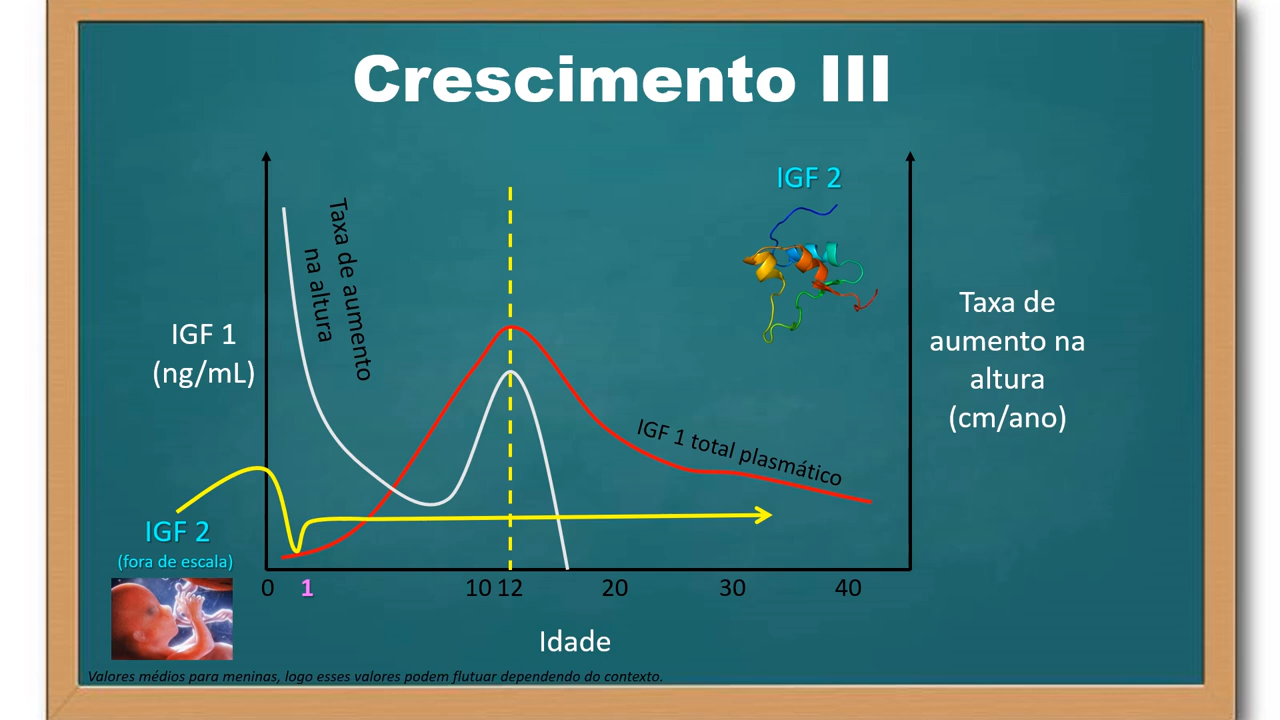 Crescimento III
IGF 2
Taxa de aumento
na altura
IGF 1
(ng/mL)
Taxa de
aumento na
altura
(cm/ano)
IGF 1 total plasmático
IGF 2
(fora de escala)
0 1 10 12 20 30 40
Idade
Valores médios para meninas, logo esses valores podem flutuar dependendo do contexto.